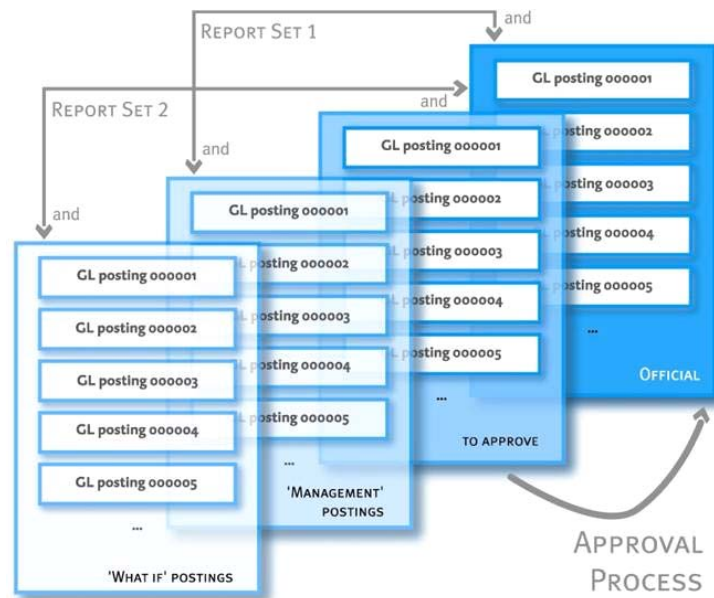 and
REPORT SET 1
and
REPORT SET 2
and
and
GL posting 000001
GL posting 000002
GL posting 000003
GL posting 000004
GL posting 000005
...
OFFICIAL
GL posting 000001
GL posting 000002
GL posting 000003
GL posting 000004
GL posting 000005
...
TO APPROVE
GL posting 000001
GL posting 000002
GL posting 000003
GL posting 000004
GL posting 000005
...
'MANAGEMENT'
POSTINGS
GL posting 000001
GL posting 000002
GL posting 000003
GL posting 000004
GL posting 000005
...
'WHAT IF' POSTINGS
APPROVAL
PROCESS